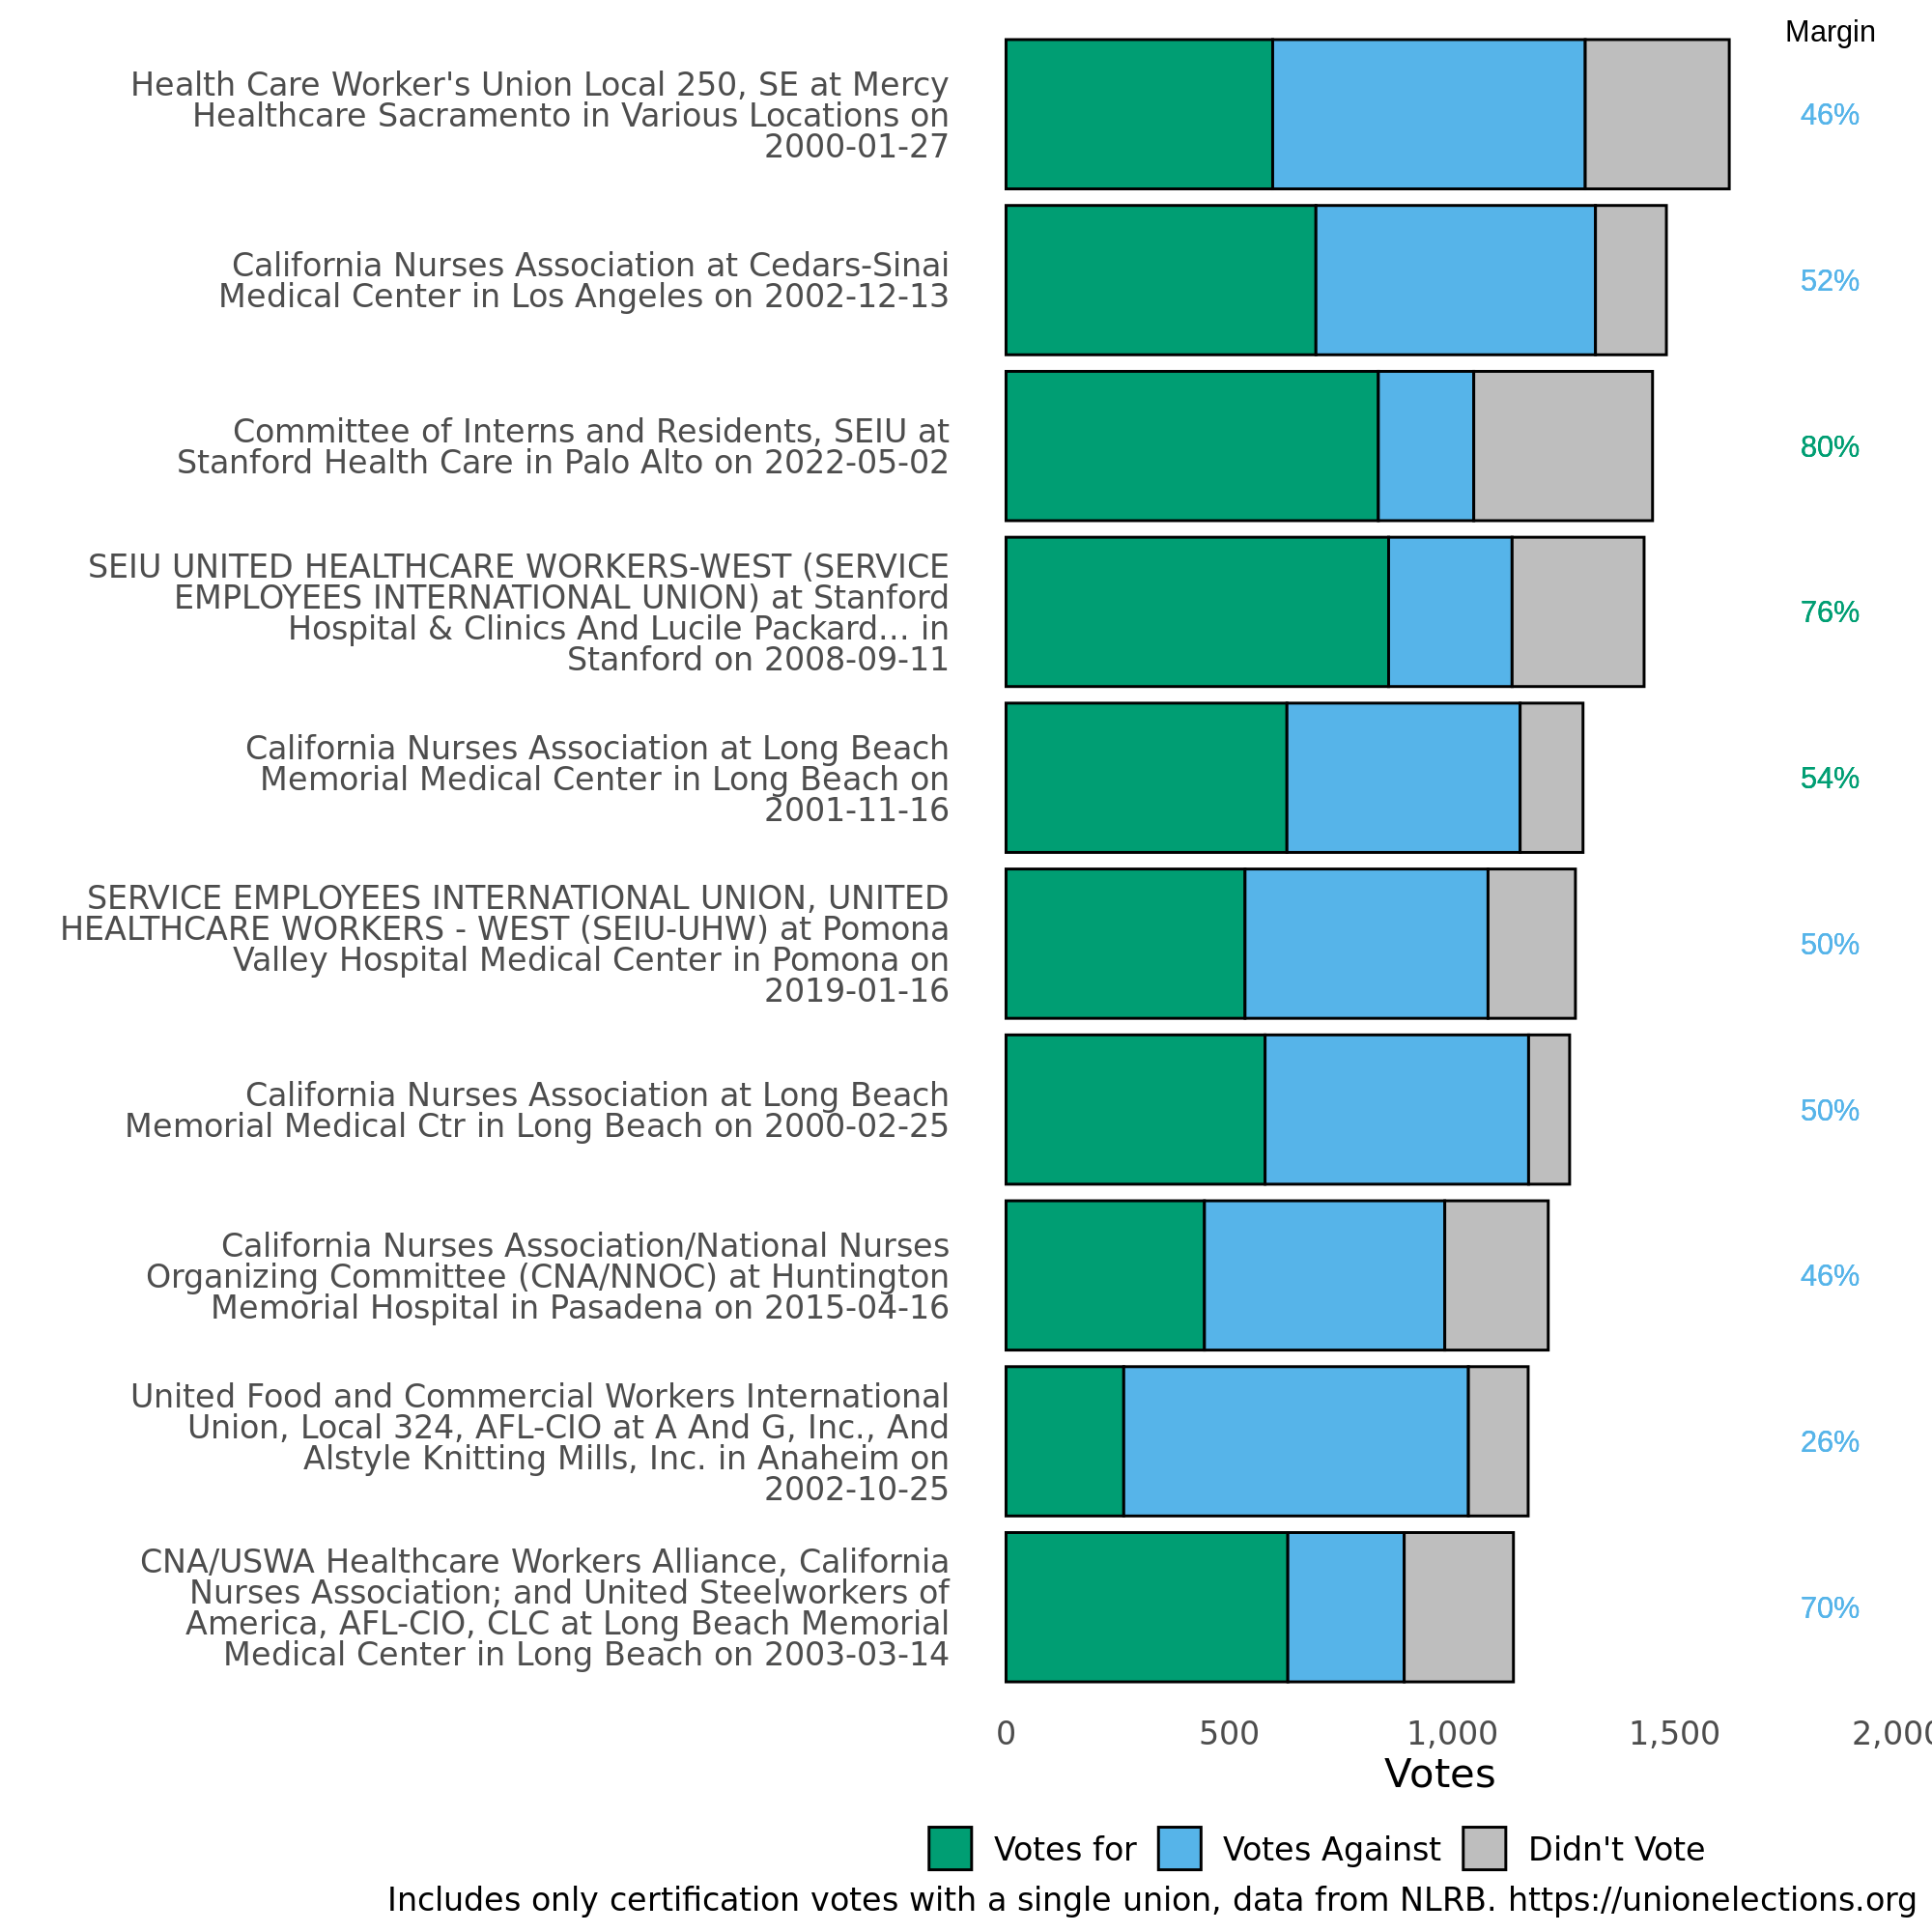 Margin
Health Care Worker's Union Local 250, SE at Mercy
Healthcare Sacramento in Various Locations on
2000-01-27
46%
California Nurses Association at Cedars-Sinai
Medical Center in Los Angeles on 2002-12-13
52%
Committee of Interns and Residents, SEIU at
Stanford Health Care in Palo Alto on 2022-05-02
80%
SEIU UNITED HEALTHCARE WORKERS-WEST (SERVICE
EMPLOYEES INTERNATIONAL UNION) at Stanford
Hospital & Clinics And Lucile Packard... in
Stanford on 2008-09-11
76%
California Nurses Association at Long Beach
Memorial Medical Center in Long Beach on
2001-11-16
54%
SERVICE EMPLOYEES INTERNATIONAL UNION, UNITED
HEALTHCARE WORKERS - WEST (SEIU-UHW) at Pomona
Valley Hospital Medical Center in Pomona on
2019-01-16
50%
California Nurses Association at Long Beach
Memorial Medical Ctr in Long Beach on 2000-02-25
50%
California Nurses Association/National Nurses
Organizing Committee (CNA/NNOC) at Huntington
Memorial Hospital in Pasadena on 2015-04-16
46%
United Food and Commercial Workers International
Union, Local 324, AFL-CIO at A And G, Inc., And
Alstyle Knitting Mills, Inc. in Anaheim on
2002-10-25
26%
CNA/USWA Healthcare Workers Alliance, California
Nurses Association; and United Steelworkers of
America, AFL-CIO, CLC at Long Beach Memorial
Medical Center in Long Beach on 2003-03-14
70%
0 500 1,000 1,500 2,000
Votes
Votes for Votes Against Didn't Vote
Includes only certification votes with a single union, data from NLRB. https://unionelections.org